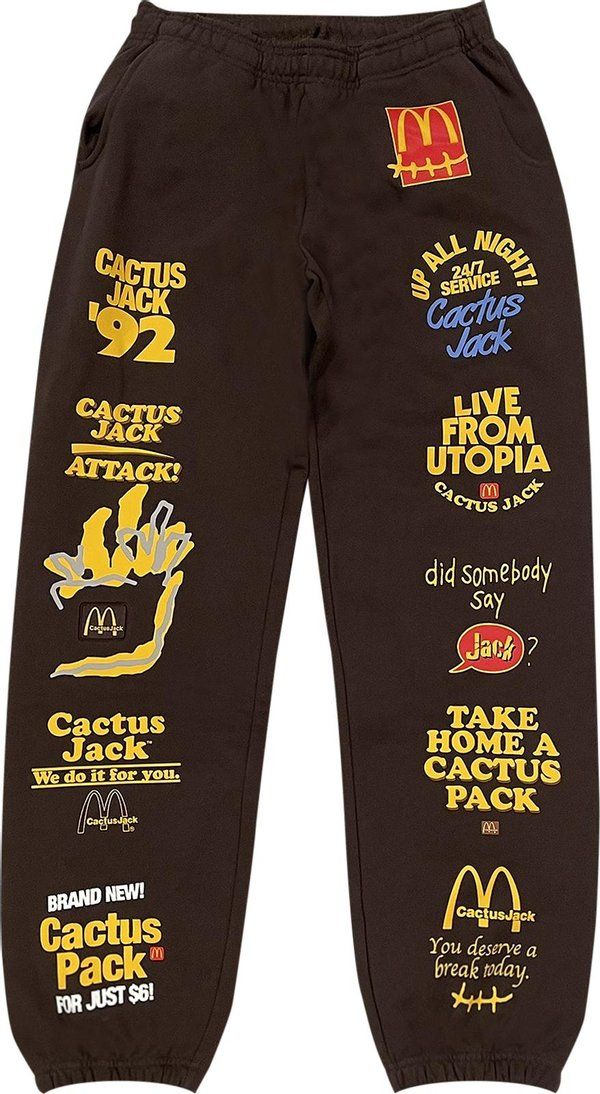 CACTUS
JACK
'92
CACTUS
JACK
ATTACK!
CactusJack
Cactus
Jack™
We do it for you.
CactusJack®
BRAND NEW!
Cactus
Pack
FOR JUST $6!
UP ALL NIGHT!
24/7
SERVICE
Cactus
Jack
LIVE
FROM
UTOPIA
CACTUS JACK
did somebody
say
Jack?
TAKE
HOME A
CACTUS
PACK
CactusJack
You deserve a
break today.